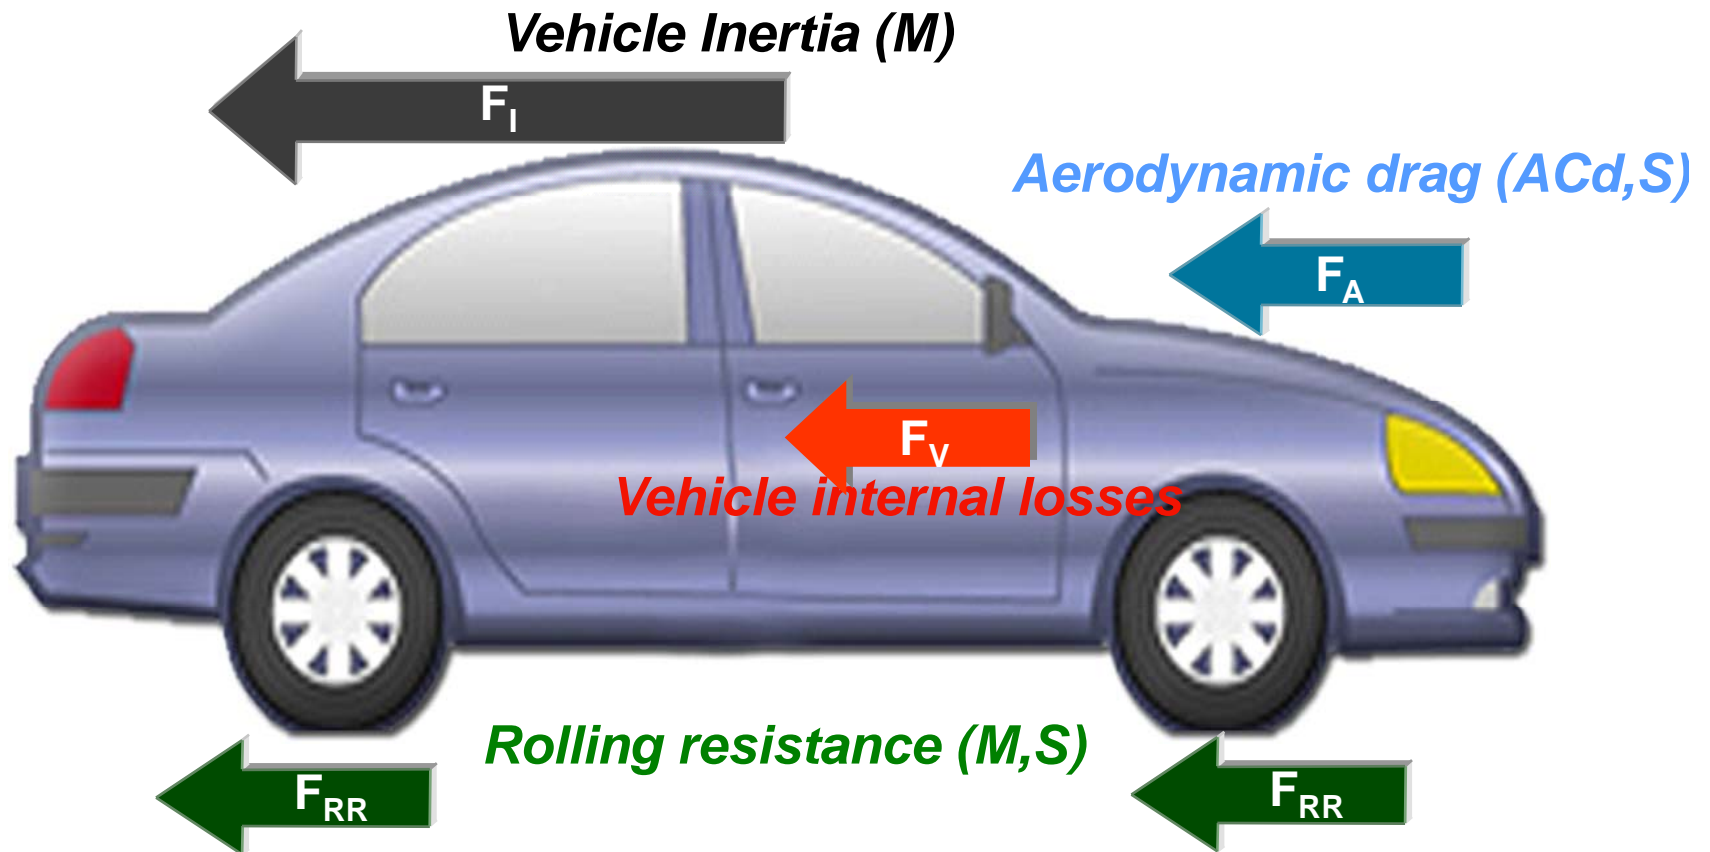 Vehicle Inertia (M)
FI
Aerodynamic drag (ACd,S)
FA
FV
Vehicle internal losses
Rolling resistance (M,S)
FRR
FRR